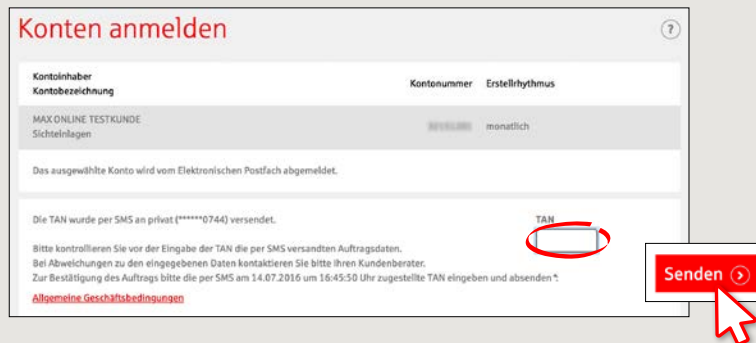 Konten anmelden
?
Kontoinhaber
Kontobezeichnung
Kontonummer Erstellrhythmus
MAX ONLINE TESTKUNDE
Sichteinlagen
monatlich
Das ausgewählte Konto wird vom Elektronischen Postfach abgemeldet.
Die TAN wurde per SMS an privat (******0744) versendet.
TAN
Bitte kontrollieren Sie vor der Eingabe der TAN die per SMS versandten Auftragsdaten.
Bei Abweichungen zu den eingegebenen Daten kontaktieren Sie bitte Ihren Kundenberater.
Zur Bestätigung des Auftrags bitte die per SMS am 14.07.2016 um 16:45:50 Uhr zugestellte TAN eingeben und absenden *:
Allgemeine Geschäftsbedingungen
Senden